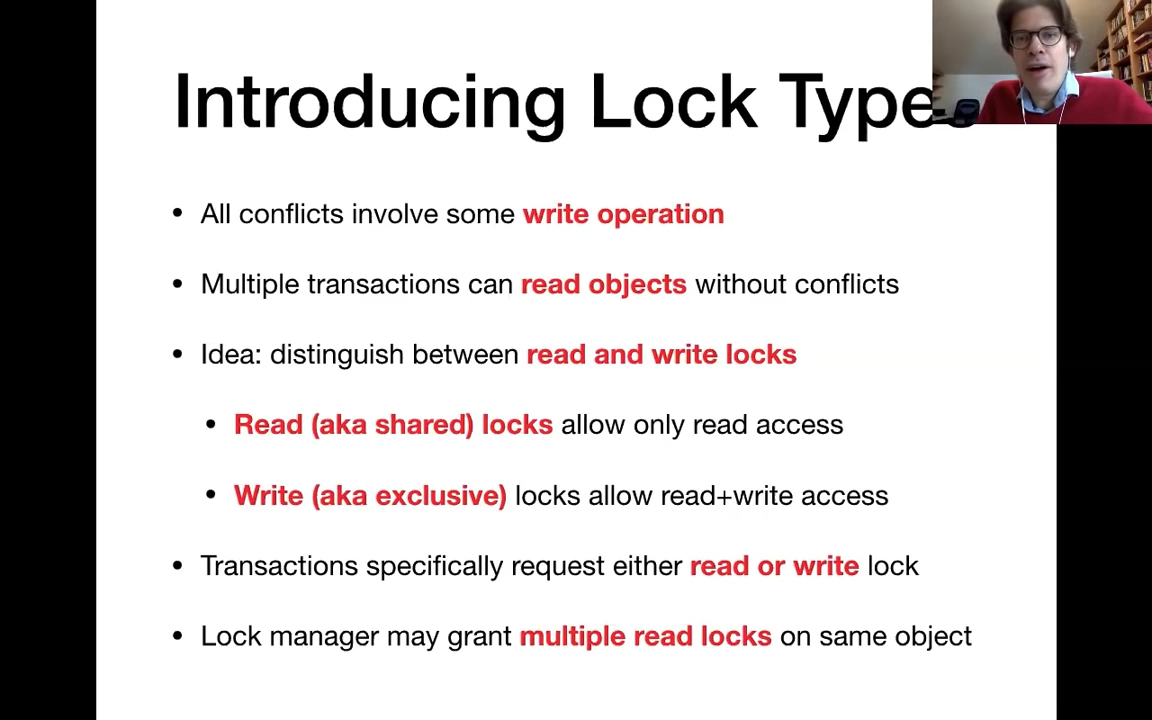 Introducing Lock Types
• All conflicts involve some write operation
• Multiple transactions can read objects without conflicts
• Idea: distinguish between read and write locks
• Read (aka shared) locks allow only read access
• Write (aka exclusive) locks allow read+write access
• Transactions specifically request either read or write lock
• Lock manager may grant multiple read locks on same object